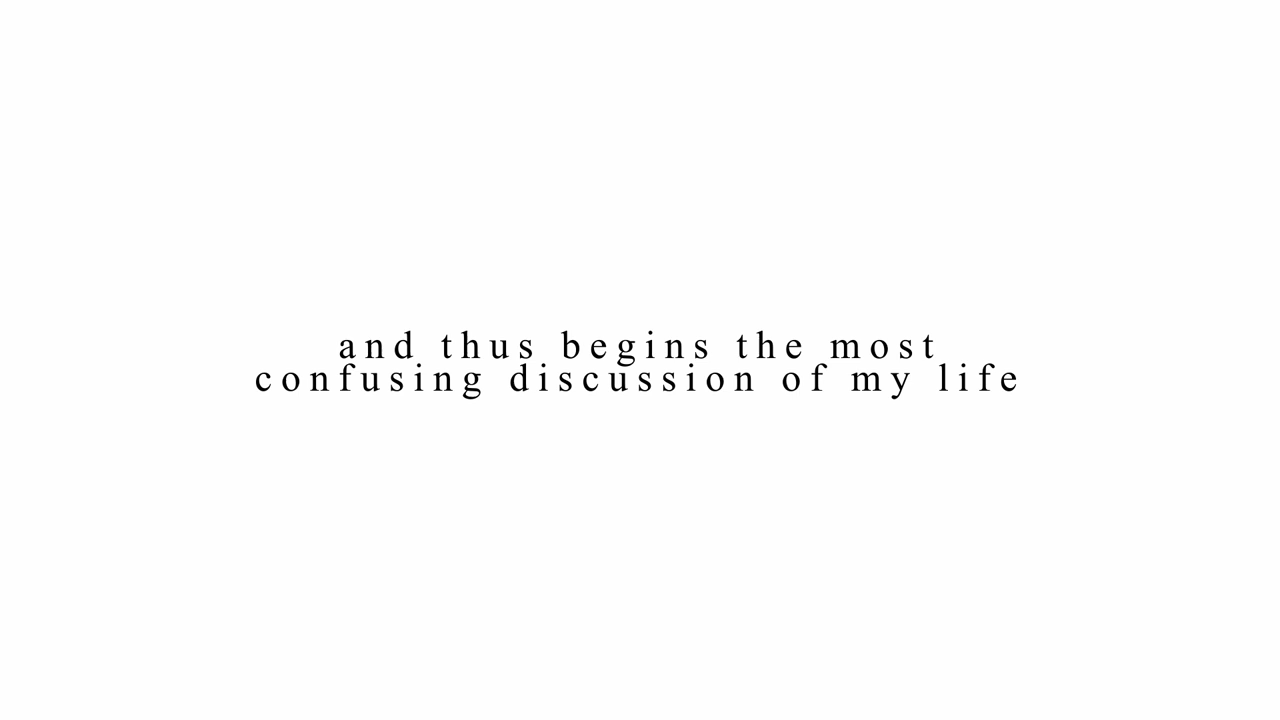 and thus begins the most
confusing discussion of my life